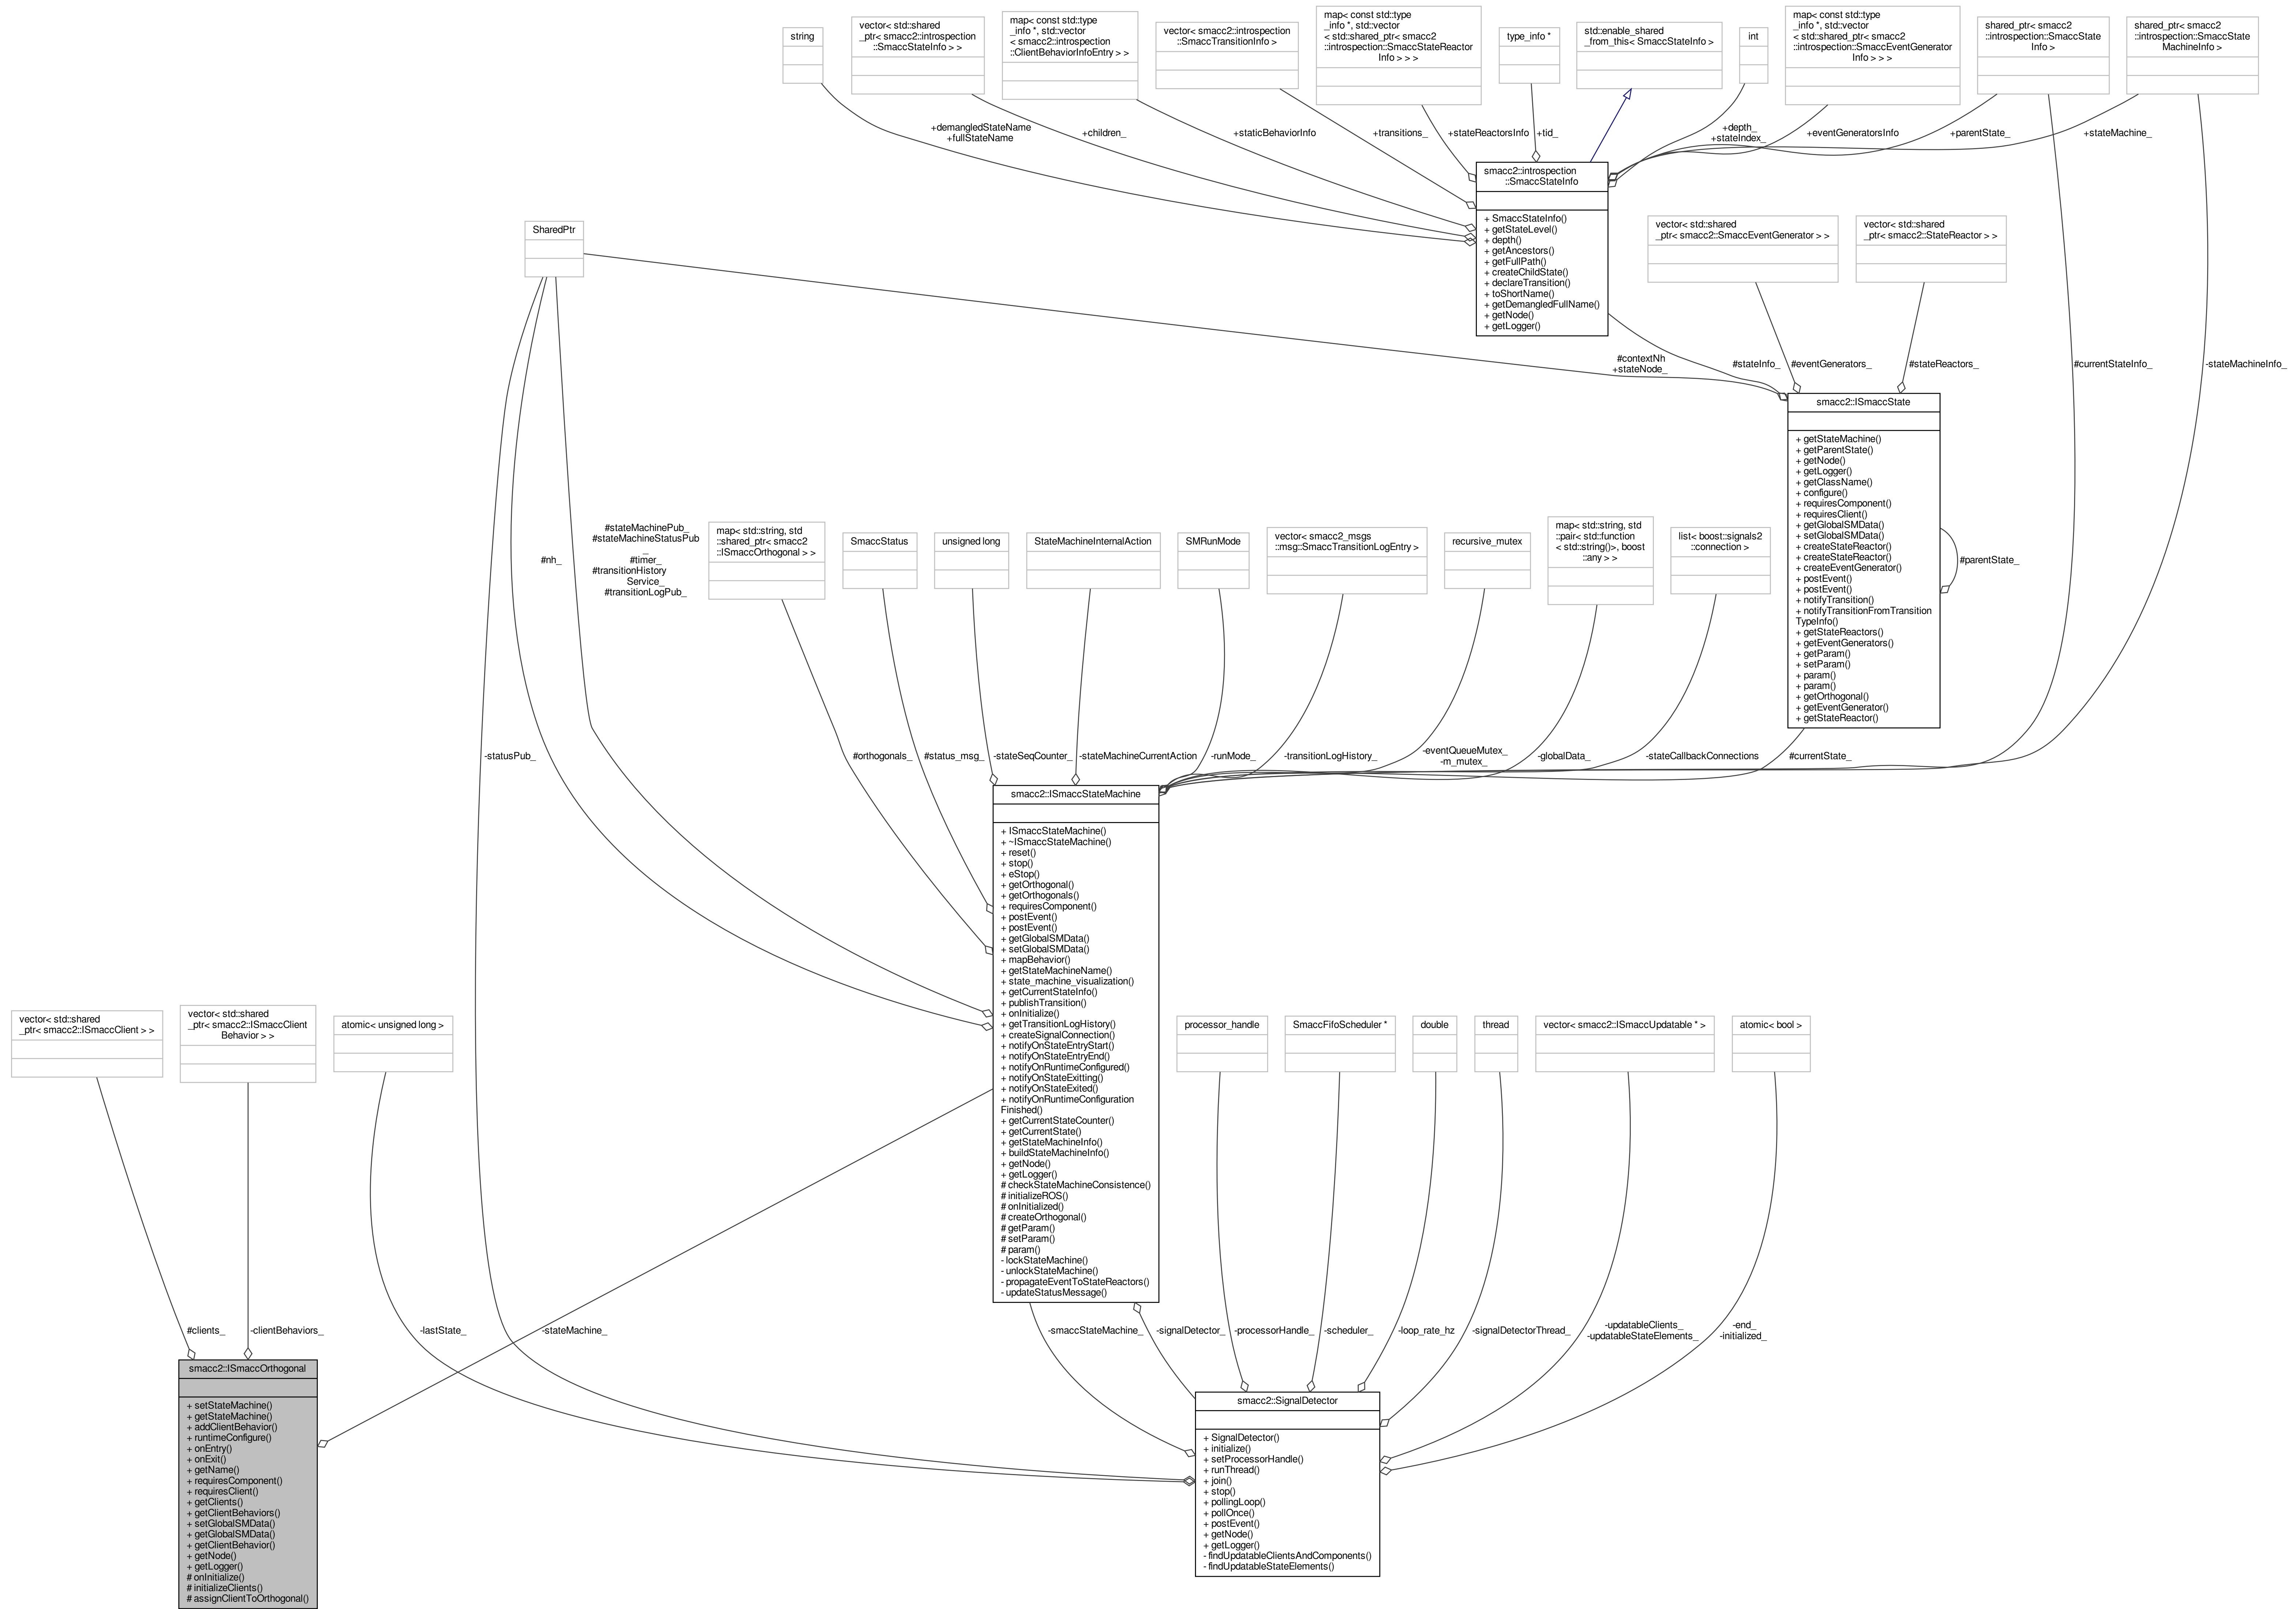 string
vector< std::shared
_ptr< smacc2::introspection
::SmaccStateInfo > >
map< const std::type
_info *, std::vector
< smacc2::introspection
::ClientBehaviorInfoEntry > >
vector< smacc2::introspection
::SmaccTransitionInfo >
map< const std::type
_info *, std::vector
< std::shared_ptr< smacc2
::introspection::SmaccStateReactor
Info > > >
type_info *
std::enable_shared
_from_this< SmaccStateInfo >
int
map< const std::type
_info *, std::vector
< std::shared_ptr< smacc2
::introspection::SmaccEventGenerator
Info > > >
shared_ptr< smacc2
::introspection::SmaccState
Info >
shared_ptr< smacc2
::introspection::SmaccState
MachineInfo >
+demangledStateName
+fullStateName
+children_
+staticBehaviorInfo
+transitions_
+stateReactorsInfo
+tid_
+depth_
+stateIndex_
+eventGeneratorsInfo
+parentState_
+stateMachine_
smacc2::introspection
::SmaccStateInfo
+ SmaccStateInfo()
+ getStateLevel()
+ depth()
+ getAncestors()
+ getFullPath()
+ createChildState()
+ declareTransition()
+ toShortName()
+ getDemangledFullName()
+ getNode()
+ getLogger()
SharedPtr
vector< std::shared
_ptr< smacc2::SmaccEventGenerator > >
vector< std::shared
_ptr< smacc2::StateReactor > >
#contextNh
+stateNode_
#stateInfo_
#eventGenerators_
#stateReactors_
#currentStateInfo_
-stateMachineInfo_
smacc2::ISmaccState
+ getStateMachine()
+ getParentState()
+ getNode()
+ getLogger()
+ getClassName()
+ configure()
+ requiresComponent()
+ requiresClient()
+ getGlobalSMData()
+ setGlobalSMData()
+ createStateReactor()
+ createStateReactor()
+ createEventGenerator()
+ postEvent()
+ postEvent()
+ notifyTransition()
+ notifyTransitionFromTransition
TypeInfo()
+ getStateReactors()
+ getEventGenerators()
+ getParam()
+ setParam()
+ param()
+ param()
+ getOrthogonal()
+ getEventGenerator()
+ getStateReactor()
#parentState_
#nh_
#stateMachinePub_
#stateMachineStatusPub
_
#timer_
#transitionHistory
Service_
#transitionLogPub_
map< std::string, std
::shared_ptr< smacc2
::ISmaccOrthogonal > >
SmaccStatus
unsigned long
StateMachineInternalAction
SMRunMode
vector< smacc2_msgs
::msg::SmaccTransitionLogEntry >
recursive_mutex
map< std::string, std
::pair< std::function
< std::string()>, boost
::any > >
list< boost::signals2
::connection >
-statusPub_
#orthogonals_
#status_msg_
-stateSeqCounter_
-stateMachineCurrentAction
-runMode_
-transitionLogHistory_
-eventQueueMutex_
-m_mutex_
-globalData_
-stateCallbackConnections
#currentState_
smacc2::ISmaccStateMachine
+ ISmaccStateMachine()
+ ~ISmaccStateMachine()
+ reset()
+ stop()
+ eStop()
+ getOrthogonal()
+ getOrthogonals()
+ requiresComponent()
+ postEvent()
+ postEvent()
+ getGlobalSMData()
+ setGlobalSMData()
+ mapBehavior()
+ getStateMachineName()
+ state_machine_visualization()
+ getCurrentStateInfo()
+ publishTransition()
+ onInitialize()
+ getTransitionLogHistory()
+ createSignalConnection()
+ notifyOnStateEntryStart()
+ notifyOnStateEntryEnd()
+ notifyOnRuntimeConfigured()
+ notifyOnStateExitting()
+ notifyOnStateExited()
+ notifyOnRuntimeConfiguration
Finished()
+ getCurrentStateCounter()
+ getCurrentState()
+ getStateMachineInfo()
+ buildStateMachineInfo()
+ getNode()
+ getLogger()
# checkStateMachineConsistence()
# initializeROS()
# onInitialized()
# createOrthogonal()
# getParam()
# setParam()
# param()
- lockStateMachine()
- unlockStateMachine()
- propagateEventToStateReactors()
- updateStatusMessage()
vector< std::shared
_ptr< smacc2::ISmaccClient > >
vector< std::shared
_ptr< smacc2::ISmaccClient
Behavior > >
atomic< unsigned long >
processor_handle
SmaccFifoScheduler *
double
thread
vector< smacc2::ISmaccUpdatable * >
atomic< bool >
#clients_
-clientBehaviors_
-lastState_
-stateMachine_
-smaccStateMachine_
-signalDetector_
-processorHandle_
-scheduler_
-loop_rate_hz
-signalDetectorThread_
-updatableClients_
-updatableStateElements_
-end_
-initialized_
smacc2::ISmaccOrthogonal
+ setStateMachine()
+ getStateMachine()
+ addClientBehavior()
+ runtimeConfigure()
+ onEntry()
+ onExit()
+ getName()
+ requiresComponent()
+ requiresClient()
+ getClients()
+ getClientBehaviors()
+ setGlobalSMData()
+ getGlobalSMData()
+ getClientBehavior()
+ getNode()
+ getLogger()
# onInitialize()
# initializeClients()
# assignClientToOrthogonal()
smacc2::SignalDetector
+ SignalDetector()
+ initialize()
+ setProcessorHandle()
+ runThread()
+ join()
+ stop()
+ pollingLoop()
+ pollOnce()
+ postEvent()
+ getNode()
+ getLogger()
- findUpdatableClientsAndComponents()
- findUpdatableStateElements()